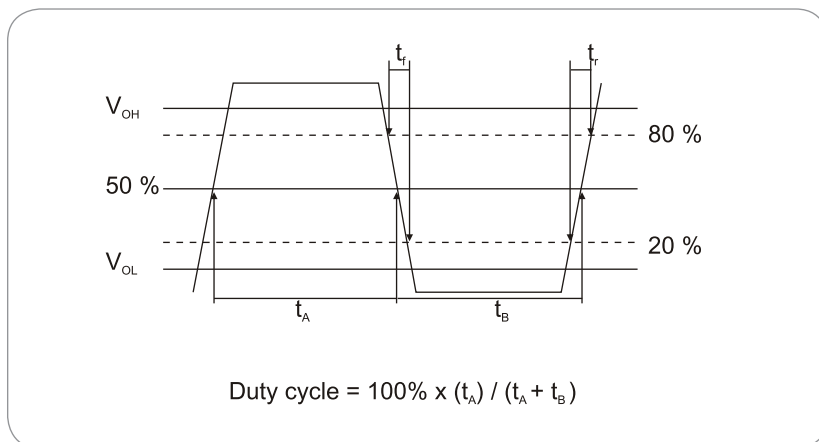 t_f t_r
V_OH
80 %
50 %
20 %
V_OL
t_A t_B
Duty cycle = 100% x (t_A) / (t_A + t_B)